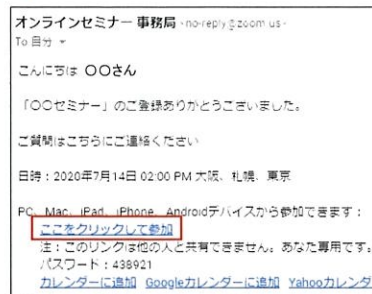 オンラインセミナー 事務局 <no-reply@zoom.us>
To 自分
こんにちは 〇〇さん
「〇〇セミナー」のご登録ありがとうございました。
ご質問はこちらにご連絡ください
日時：2020年7月14日 02:00 PM 大阪、札幌、東京
PC、Mac、iPad、iPhone、Androidデバイスから参加できます：
ここをクリックして参加
注：このリンクは他の人と共有できません。あなた専用です。
パスワード：438921
カレンダーに追加 Googleカレンダーに追加 Yahooカレンダ